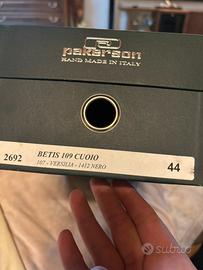 pakerson
HAND MADE IN ITALY
2692 BETIS 109 CUOIO 44
107 - VERSILIA - 1412 NERO
subito